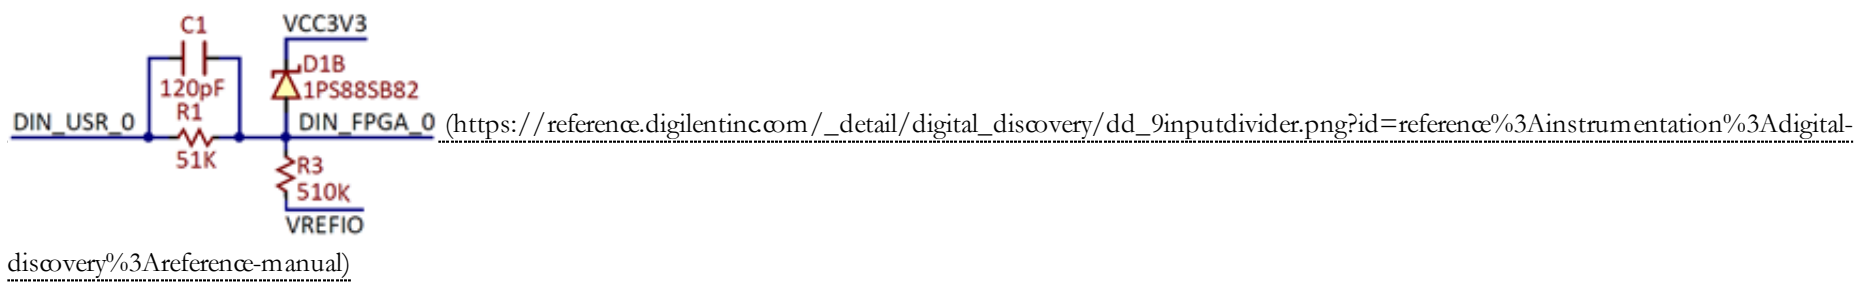 C1
VCC3V3
D1B
120pF
1PS88SB82
R1
DIN_USR_0
DIN_FPGA_0 (https://reference.digilentinc.com/_detail/digital_discovery/dd_9inputdivider.png?id=reference%3Ainstrumentation%3Adigital-
51K
R3
510K
VREFIO
discovery%3Areference-manual)